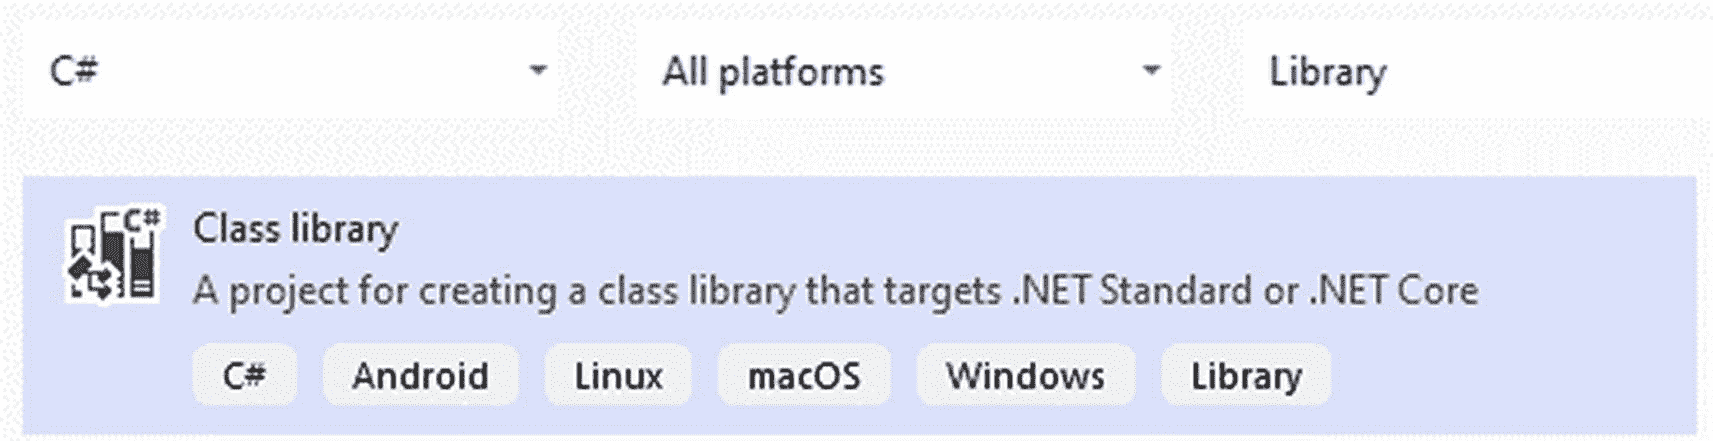 C# All platforms Library
C#
Class library
A project for creating a class library that targets .NET Standard or .NET Core
C# Android Linux macOS Windows Library